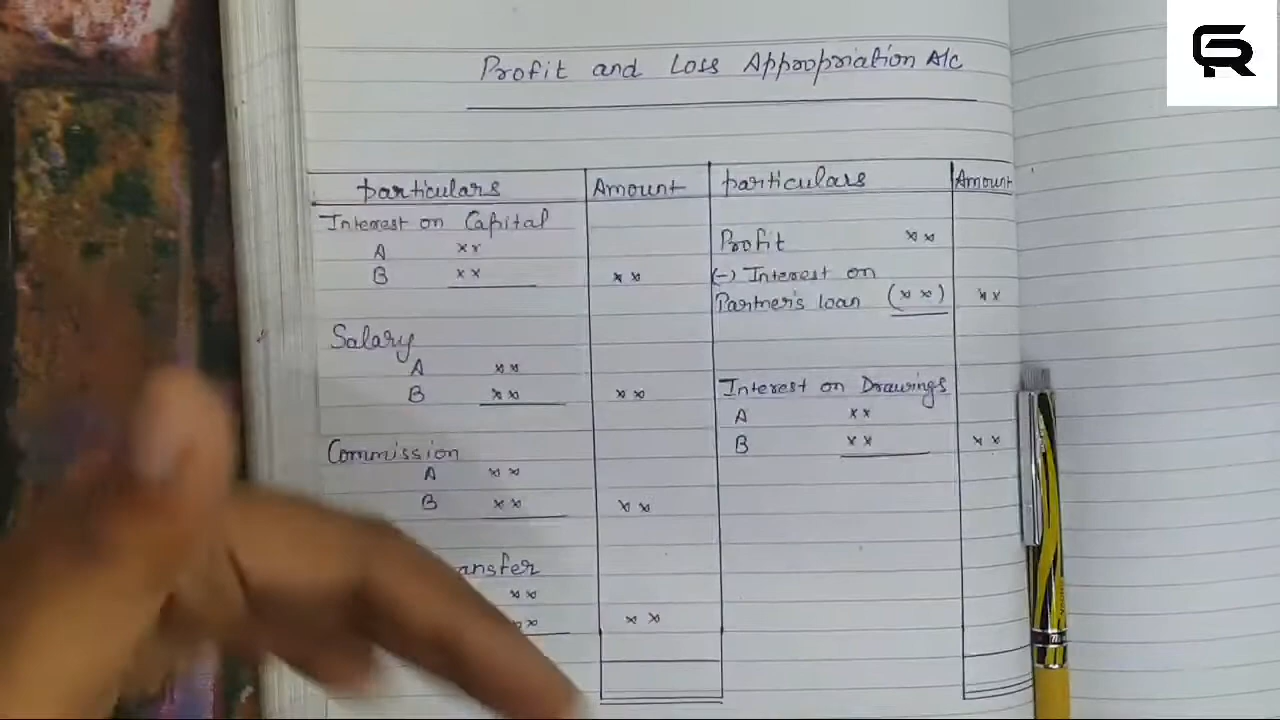 Profit and Loss Appropriation A/c
particulars Amount particulars Amount
Interest on Capital
A xx
B xx xx
Salary
A xx
B xx xx
Commission
A xx
B xx xx
xx
xx xx
Profit xx
(-) Interest on
Partner's loan (xx) xx
Interest on Drawings
A xx
B xx xx
GR